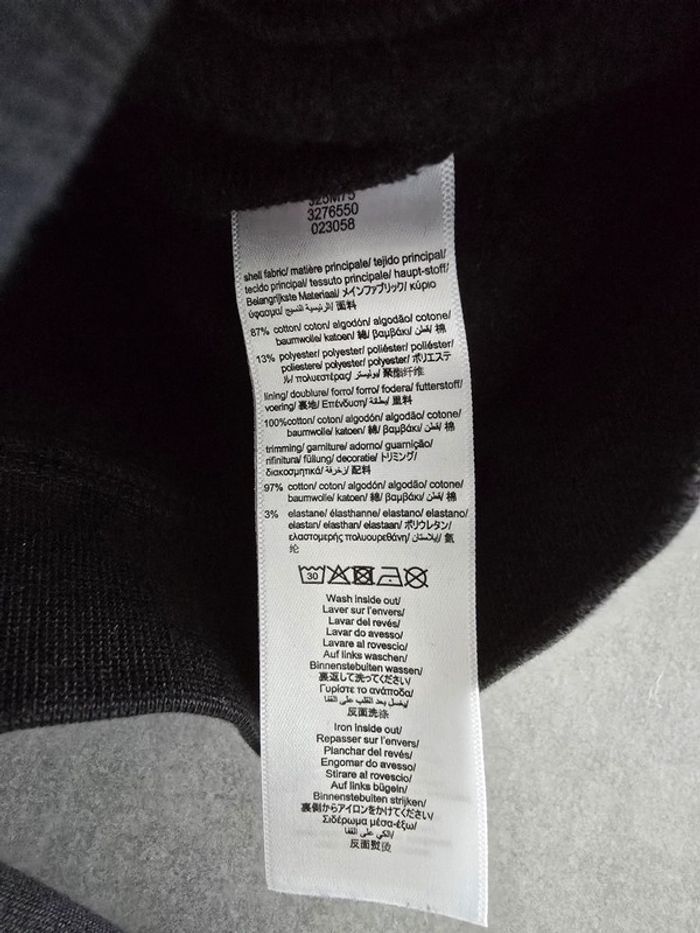 325M75
3276550
023058
shell fabric/ matière principale/ tejido principal/
tecido principal/ tessuto principale/ haupt-stoff/
Belangrijkste Materiaal/ メインファブリック/ κύριο
ύφασμα/ الرئيسية النسيج/ 面料
87% cotton/ coton/ algodón/ algodão/ cotone/
baumwolle/ katoen/ 綿/ βαμβάκι/ قطن/ 棉
13% polyester/ polyester/ poliéster/ poliéster/
poliestere/ polyester/ polyester/ ポリエステ
ル/ πολυεστέρας/ بوليستر/ 聚酯纤维
lining/ doublure/ forro/ forro/ fodera/ futterstoff/
voering/ 裏地/ Επένδυση/ بطانة/ 里料
100%cotton/ coton/ algodón/ algodão/ cotone/
baumwolle/ katoen/ 綿/ βαμβάκι/ قطن/ 棉
trimming/ garniture/ adorno/ guarnição/
rifinitura/ füllung/ decoratie/ トリミング/
διακοσμητικά/ زخرفة/ 配料
97% cotton/ coton/ algodón/ algodão/ cotone/
baumwolle/ katoen/ 綿/ βαμβάκι/ قطن/ 棉
3% elastane/ élasthanne/ elastano/ elastano/
elastan/ elasthan/ elastaan/ ポリウレタン/
ελαστομερής πολυουρεθάνη/ إيلاستان/ 氨
纶
30
Wash inside out/
Laver sur l'envers/
Lavar del revés/
Lavar do avesso/
Lavare al rovescio/
Auf links waschen/
Binnenstebuiten wassen/
裏返して洗ってください/
Γυρίστε το ανάποδα/
يغسل بعد القلب على القفا/
反面洗涤
Iron inside out/
Repasser sur l'envers/
Planchar del revés/
Engomar do avesso/
Stirare al rovescio/
Auf links bügeln/
Binnenstebuiten strijken/
裏側からアイロンをかけてください/
Σιδέρωμα μέσα-έξω/
الكي على القفا/
反面熨烫